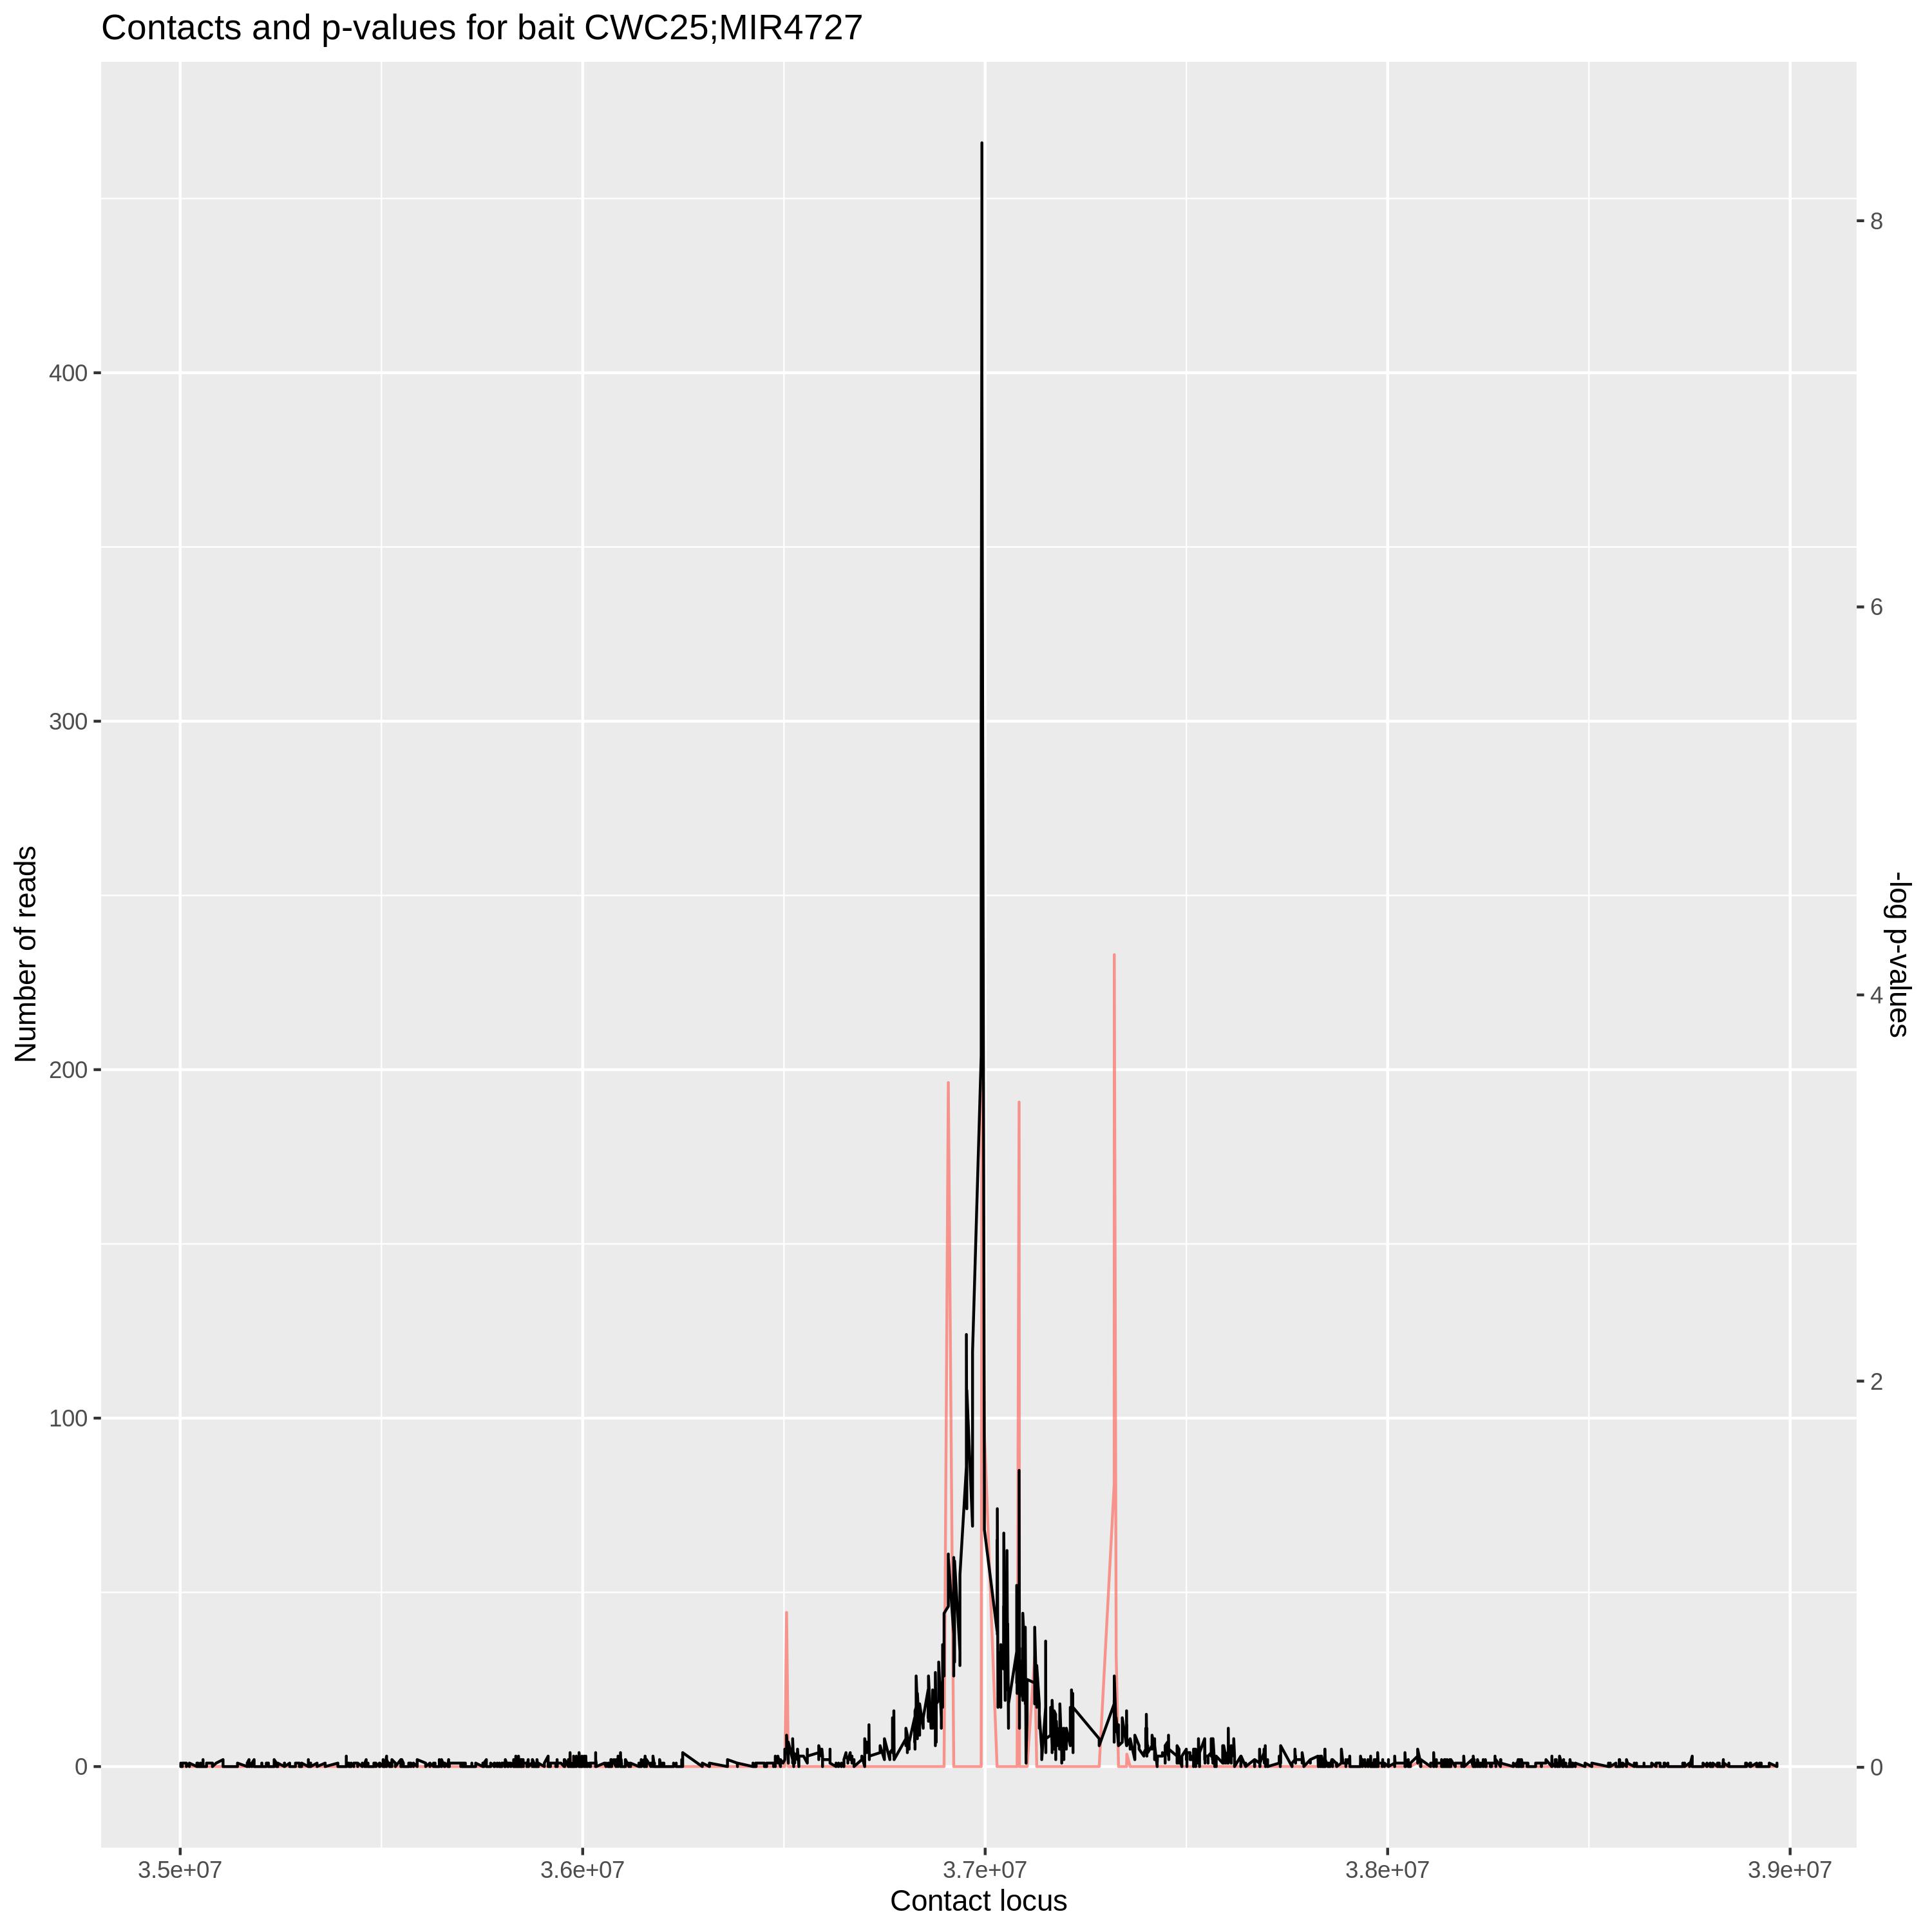 Contacts and p-values for bait CWC25;MIR4727
400
300
200
100
0
Number of reads
8
6
4
2
0
-log p-values
3.5e+07
3.6e+07
3.7e+07
3.8e+07
3.9e+07
Contact locus